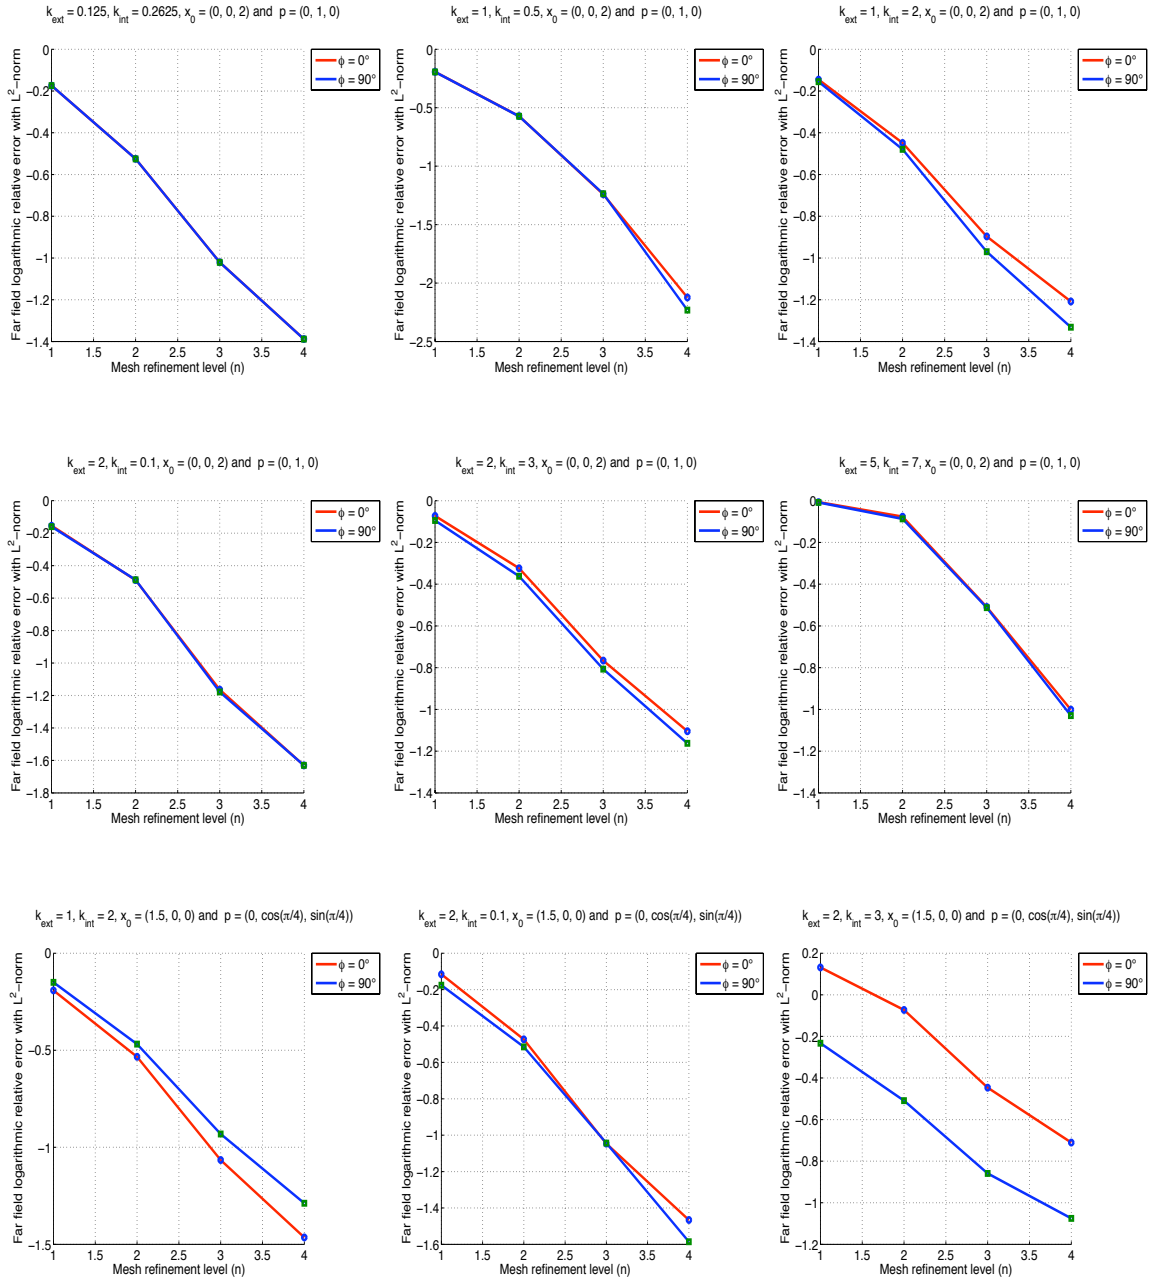 k_ext = 0.125, k_int = 0.2625, x_0 = (0, 0, 2) and p = (0, 1, 0)
Far field logarithmic relative error with L²−norm
0
−0.2
−0.4
−0.6
−0.8
−1
−1.2
−1.4
1 1.5 2 2.5 3 3.5 4
Mesh refinement level (n)
ϕ = 0°
ϕ = 90°
k_ext = 1, k_int = 0.5, x_0 = (0, 0, 2) and p = (0, 1, 0)
Far field logarithmic relative error with L²−norm
0
−0.5
−1
−1.5
−2
−2.5
1 1.5 2 2.5 3 3.5 4
Mesh refinement level (n)
ϕ = 0°
ϕ = 90°
k_ext = 1, k_int = 2, x_0 = (0, 0, 2) and p = (0, 1, 0)
Far field logarithmic relative error with L²−norm
0
−0.2
−0.4
−0.6
−0.8
−1
−1.2
−1.4
1 1.5 2 2.5 3 3.5 4
Mesh refinement level (n)
ϕ = 0°
ϕ = 90°
k_ext = 2, k_int = 0.1, x_0 = (0, 0, 2) and p = (0, 1, 0)
Far field logarithmic relative error with L²−norm
0
−0.2
−0.4
−0.6
−0.8
−1
−1.2
−1.4
−1.6
−1.8
1 1.5 2 2.5 3 3.5 4
Mesh refinement level (n)
ϕ = 0°
ϕ = 90°
k_ext = 2, k_int = 3, x_0 = (0, 0, 2) and p = (0, 1, 0)
Far field logarithmic relative error with L²−norm
0
−0.2
−0.4
−0.6
−0.8
−1
−1.2
−1.4
1 1.5 2 2.5 3 3.5 4
Mesh refinement level (n)
ϕ = 0°
ϕ = 90°
k_ext = 5, k_int = 7, x_0 = (0, 0, 2) and p = (0, 1, 0)
Far field logarithmic relative error with L²−norm
0
−0.2
−0.4
−0.6
−0.8
−1
−1.2
−1.4
1 1.5 2 2.5 3 3.5 4
Mesh refinement level (n)
ϕ = 0°
ϕ = 90°
k_ext = 1, k_int = 2, x_0 = (1.5, 0, 0) and p = (0, cos(π/4), sin(π/4))
Far field logarithmic relative error with L²−norm
0
−0.5
−1
−1.5
1 1.5 2 2.5 3 3.5 4
Mesh refinement level (n)
ϕ = 0°
ϕ = 90°
k_ext = 2, k_int = 0.1, x_0 = (1.5, 0, 0) and p = (0, cos(π/4), sin(π/4))
Far field logarithmic relative error with L²−norm
0
−0.2
−0.4
−0.6
−0.8
−1
−1.2
−1.4
−1.6
1 1.5 2 2.5 3 3.5 4
Mesh refinement level (n)
ϕ = 0°
ϕ = 90°
k_ext = 2, k_int = 3, x_0 = (1.5, 0, 0) and p = (0, cos(π/4), sin(π/4))
Far field logarithmic relative error with L²−norm
0.2
0
−0.2
−0.4
−0.6
−0.8
−1
−1.2
1 1.5 2 2.5 3 3.5 4
Mesh refinement level (n)
ϕ = 0°
ϕ = 90°